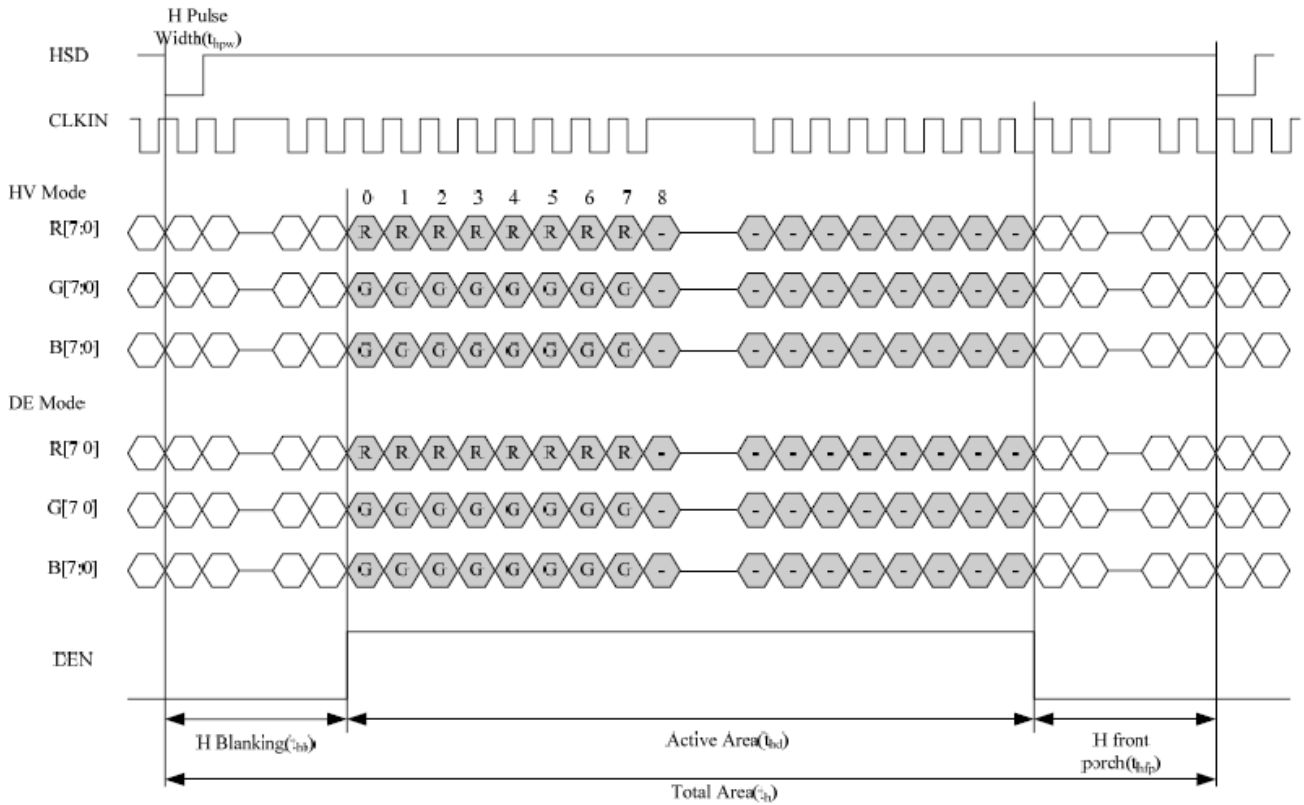 H Pulse
Width(thpw)
HSD
CLKIN
HV Mode
0 1 2 3 4 5 6 7 8
R[7:0]
R R R R R R R R - - - - - - - - -
G[7:0]
G G G G G G G G - - - - - - - - -
B[7:0]
G G G G G G G G - - - - - - - - -
DE Mode
R[7 0]
R R R R R R R R - - - - - - - - -
G[7 0]
G G G G G G G G - - - - - - - - -
B[7:0]
G G G G G G G G - - - - - - - - -
DEN
H Blanking(thb)
Active Area(thd)
H front
porch(thfp)
Total Area(th)